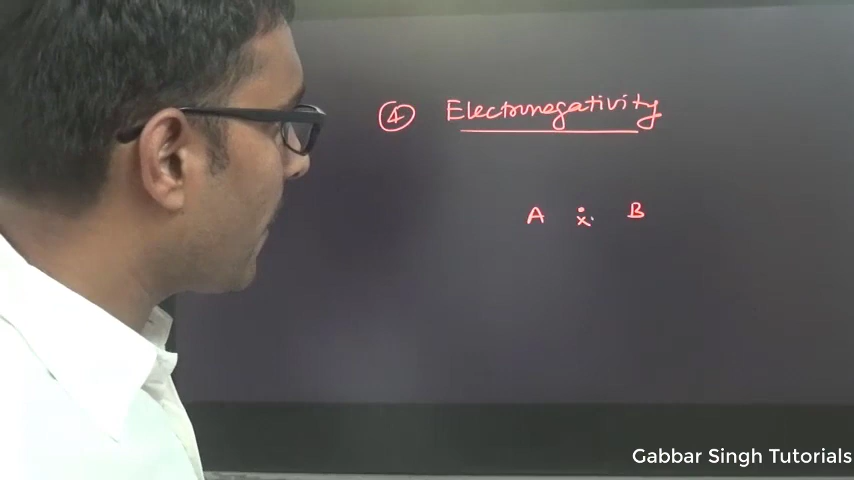 ④ Electronegativity
A •x B
Gabbar Singh Tutorials